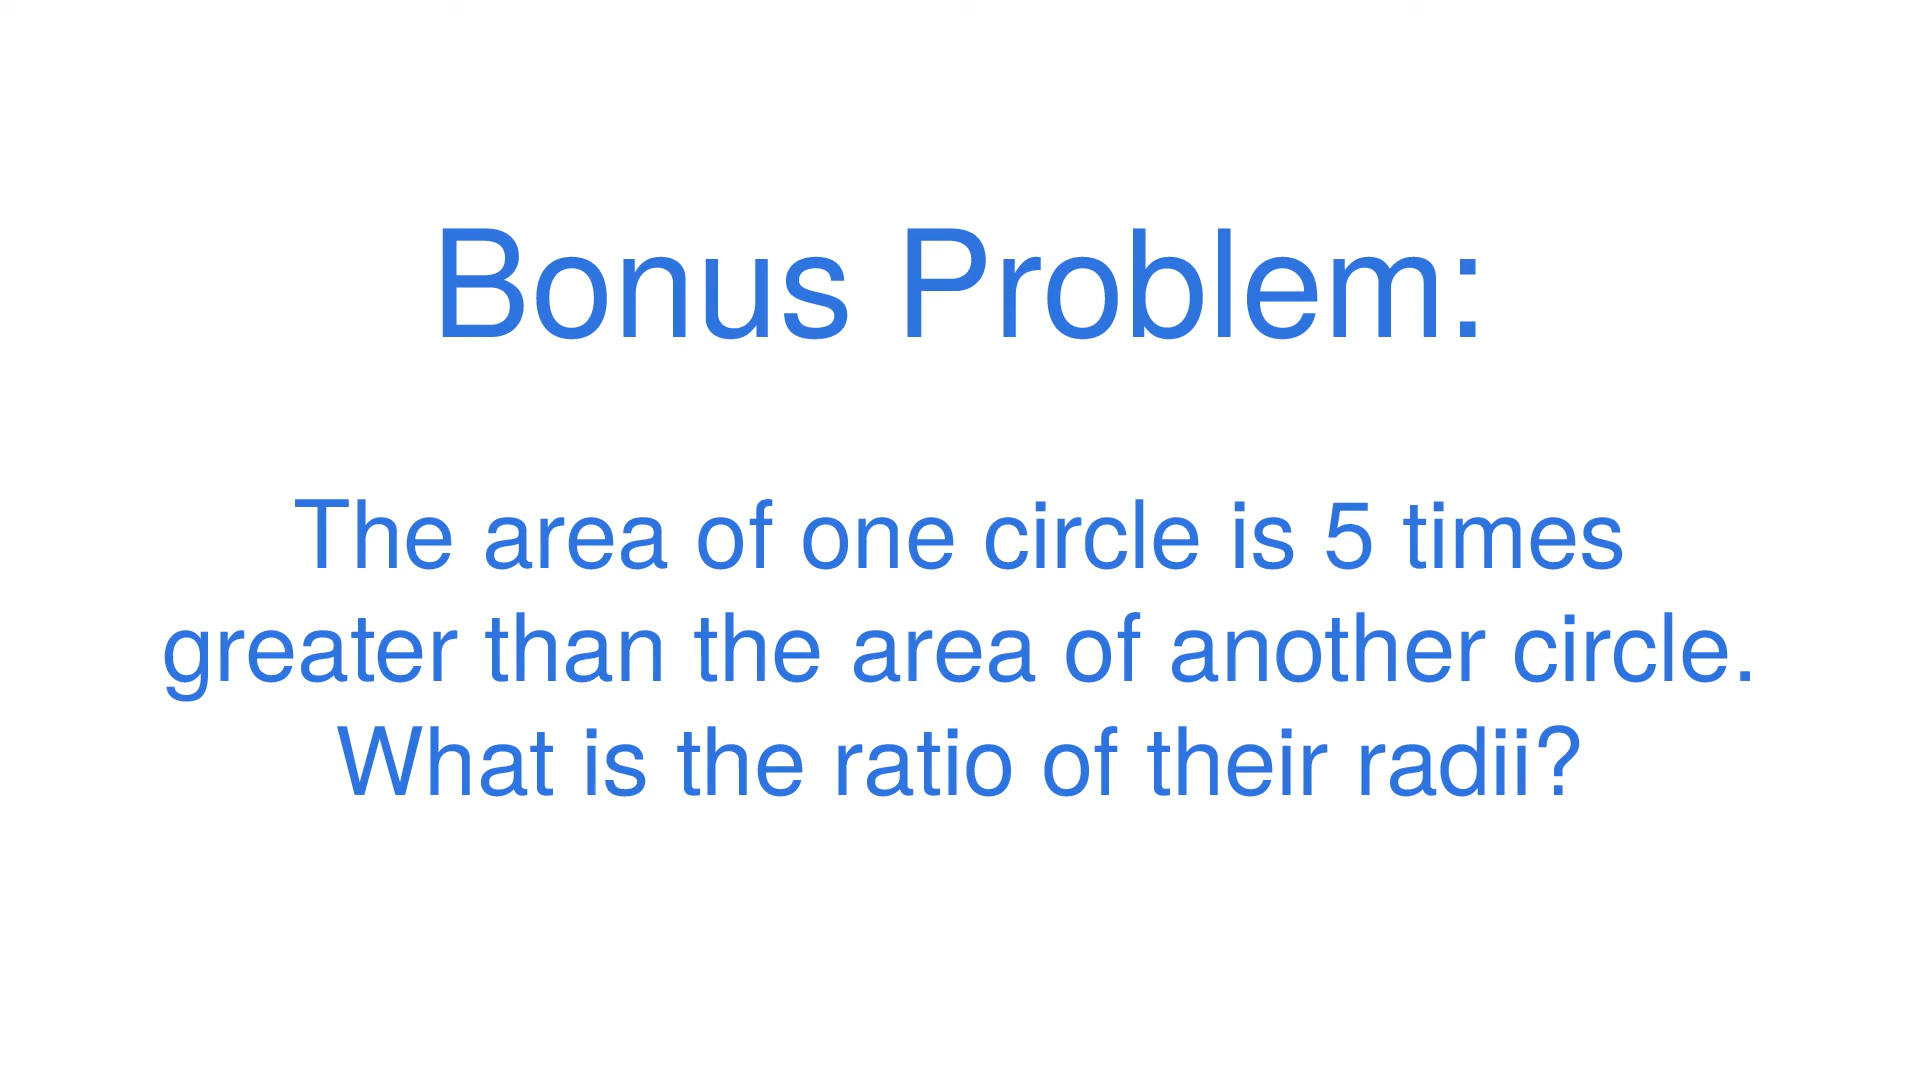 Bonus Problem:
The area of one circle is 5 times
greater than the area of another circle.
What is the ratio of their radii?